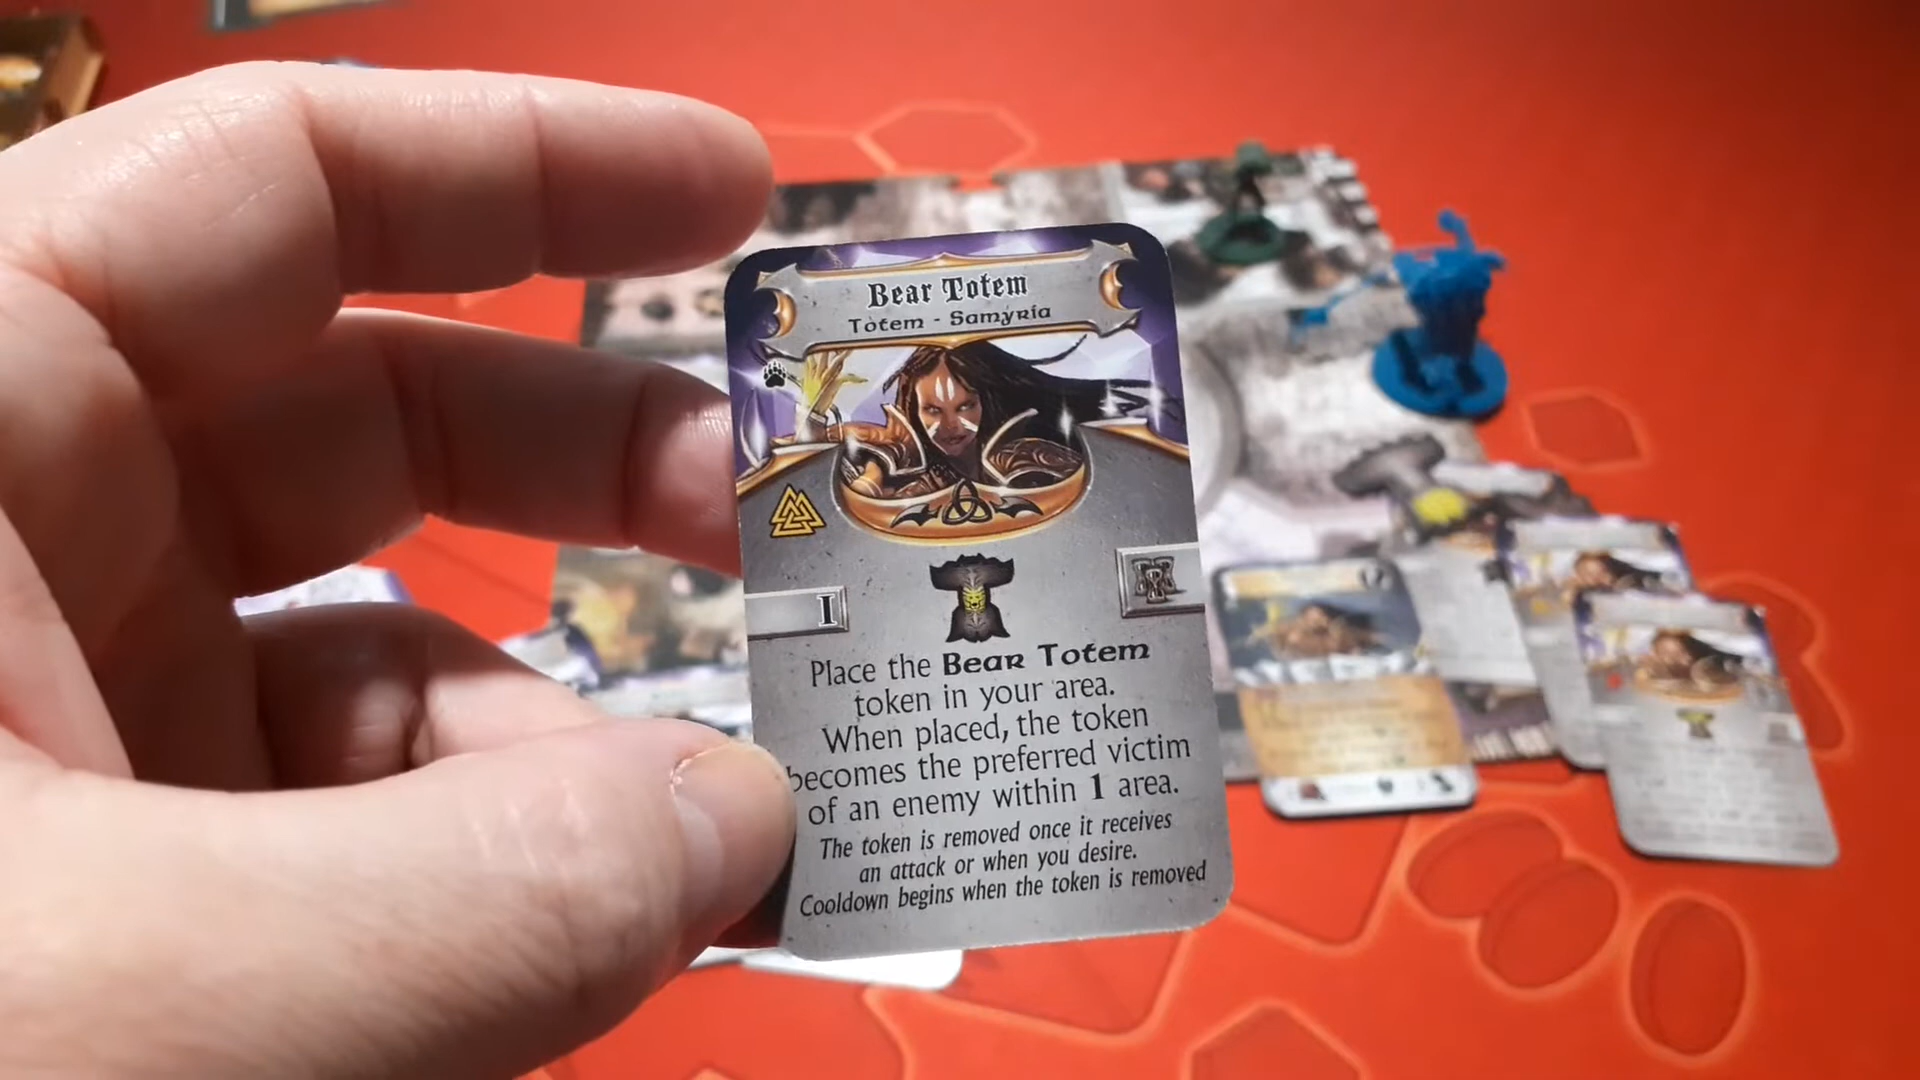 Bear Totem
Totem - Samyria
I
Place the Bear Totem
token in your area.
When placed, the token
becomes the preferred victim
of an enemy within 1 area.
The token is removed once it receives
an attack or when you desire.
Cooldown begins when the token is removed